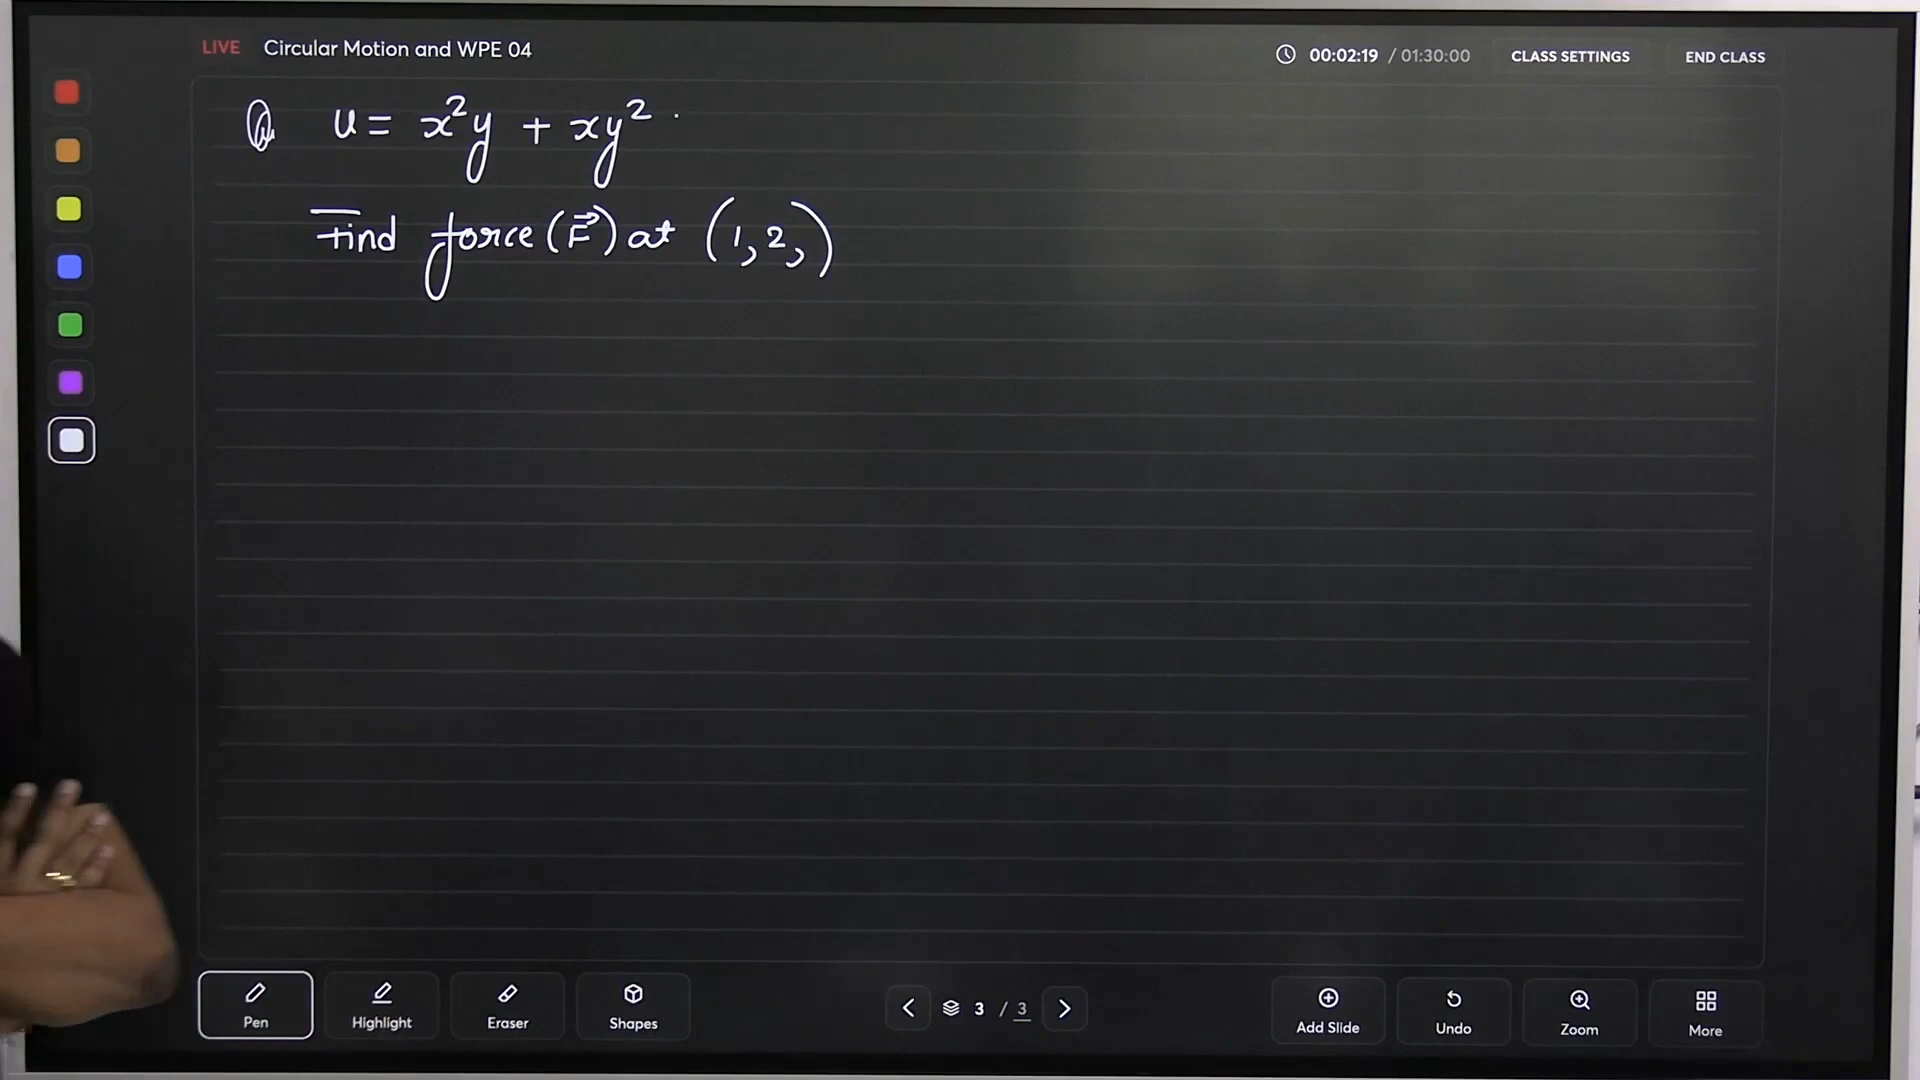 LIVE Circular Motion and WPE 04 00:02:19 / 01:30:00 CLASS SETTINGS END CLASS
Q u = x²y + xy² .
Find force (F⃗) at (1, 2,)
Pen Highlight Eraser Shapes 3 / 3 Add Slide Undo Zoom More